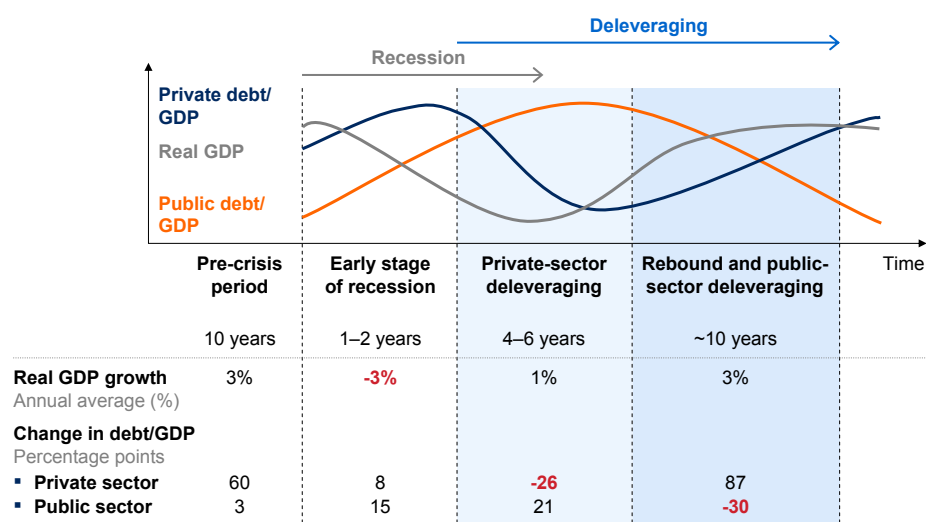 Deleveraging
Recession
Private debt/
GDP
Real GDP
Public debt/
GDP
Time
Pre-crisis
period
Early stage
of recession
Private-sector
deleveraging
Rebound and public-
sector deleveraging
10 years
1–2 years
4–6 years
~10 years
Real GDP growth 3% -3% 1% 3%
Annual average (%)
Change in debt/GDP
Percentage points
▪ Private sector 60 8 -26 87
▪ Public sector 3 15 21 -30